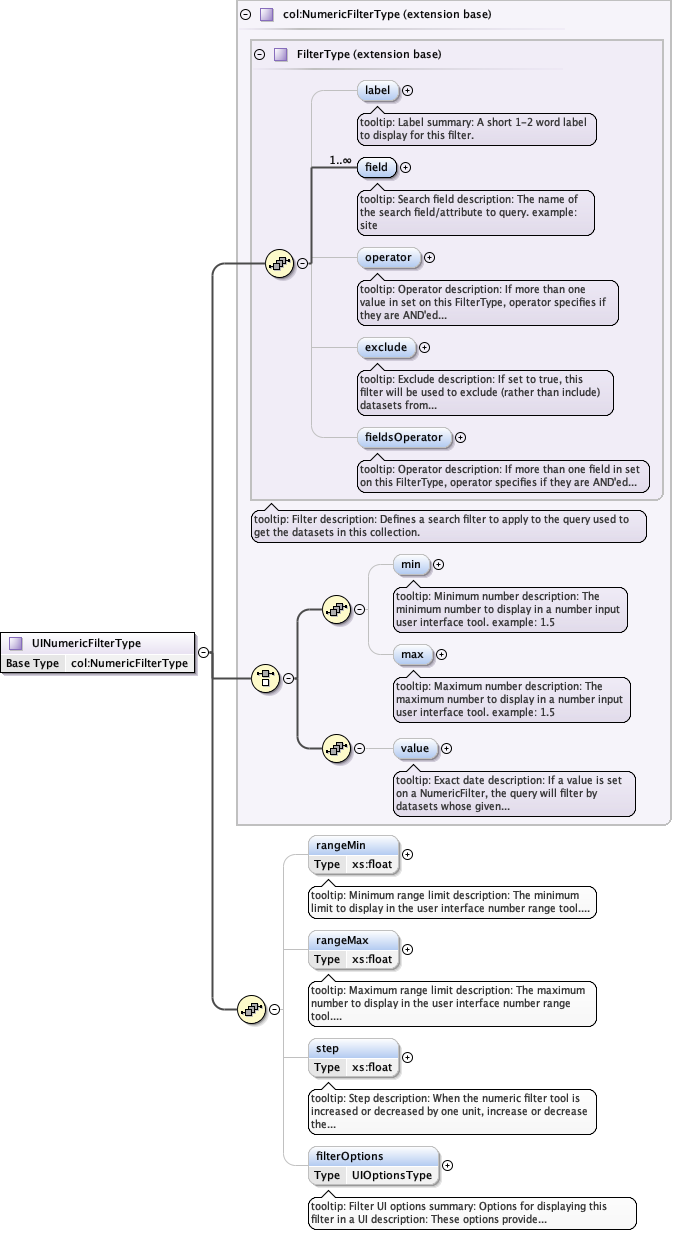 col:NumericFilterType (extension base)
FilterType (extension base)
label
tooltip: Label summary: A short 1-2 word label
to display for this filter.
1..∞
field
tooltip: Search field description: The name of
the search field/attribute to query. example:
site
operator
tooltip: Operator description: If more than one
value in set on this FilterType, operator specifies if
they are AND'ed...
exclude
tooltip: Exclude description: If set to true, this
filter will be used to exclude (rather than include)
datasets from...
fieldsOperator
tooltip: Operator description: If more than one field in set
on this FilterType, operator specifies if they are AND'ed...
tooltip: Filter description: Defines a search filter to apply to the query used to
get the datasets in this collection.
min
tooltip: Minimum number description: The
minimum number to display in a number input
user interface tool. example: 1.5
UINumericFilterType
Base Type col:NumericFilterType
max
tooltip: Maximum number description: The
maximum number to display in a number input
user interface tool. example: 1.5
value
tooltip: Exact date description: If a value is set
on a NumericFilter, the query will filter by
datasets whose given...
rangeMin
Type xs:float
tooltip: Minimum range limit description: The minimum
limit to display in the user interface number range tool....
rangeMax
Type xs:float
tooltip: Maximum range limit description: The maximum
number to display in the user interface number range
tool....
step
Type xs:float
tooltip: Step description: When the numeric filter tool is
increased or decreased by one unit, increase or decrease
the...
filterOptions
Type UIOptionsType
tooltip: Filter UI options summary: Options for displaying this
filter in a UI description: These options provide...